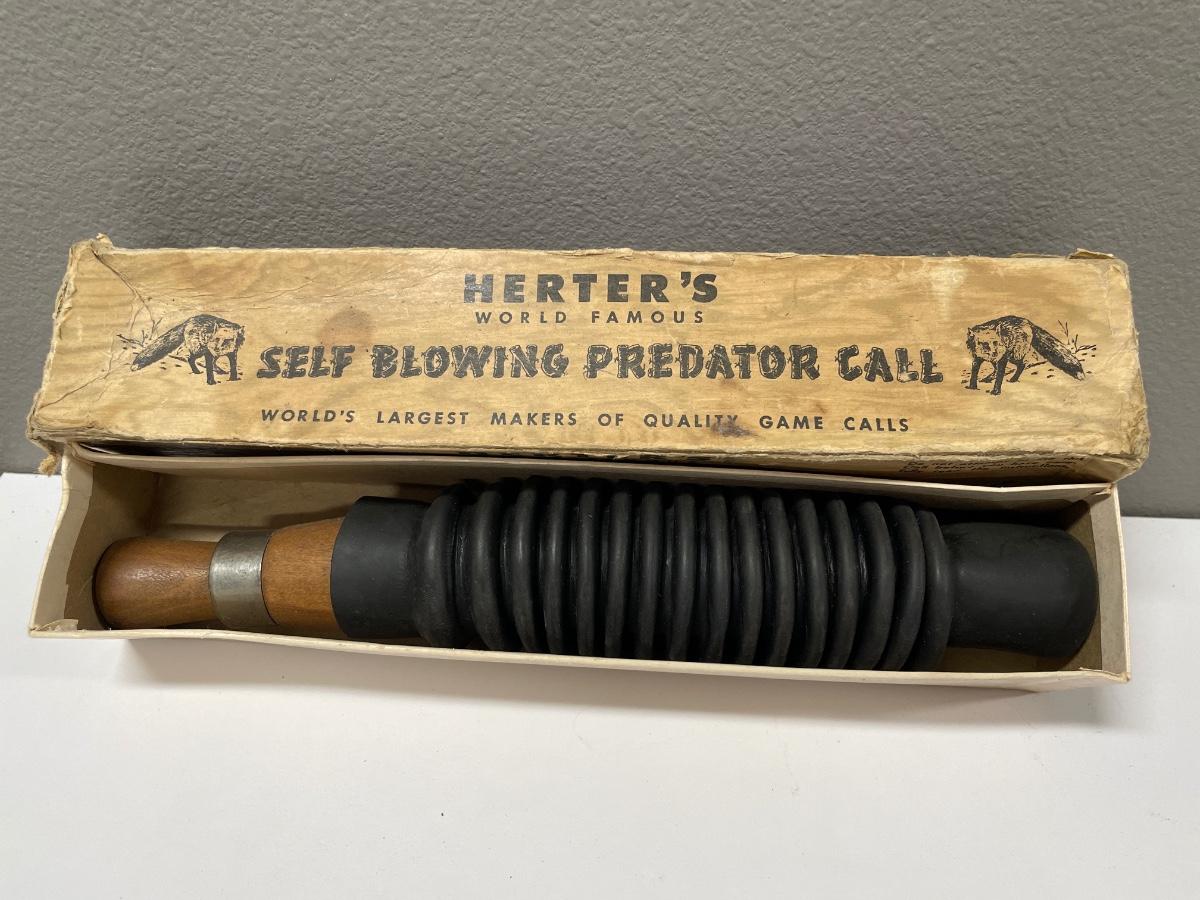 HERTER'S
WORLD FAMOUS
SELF BLOWING PREDATOR CALL
WORLD'S LARGEST MAKERS OF QUALITY GAME CALLS